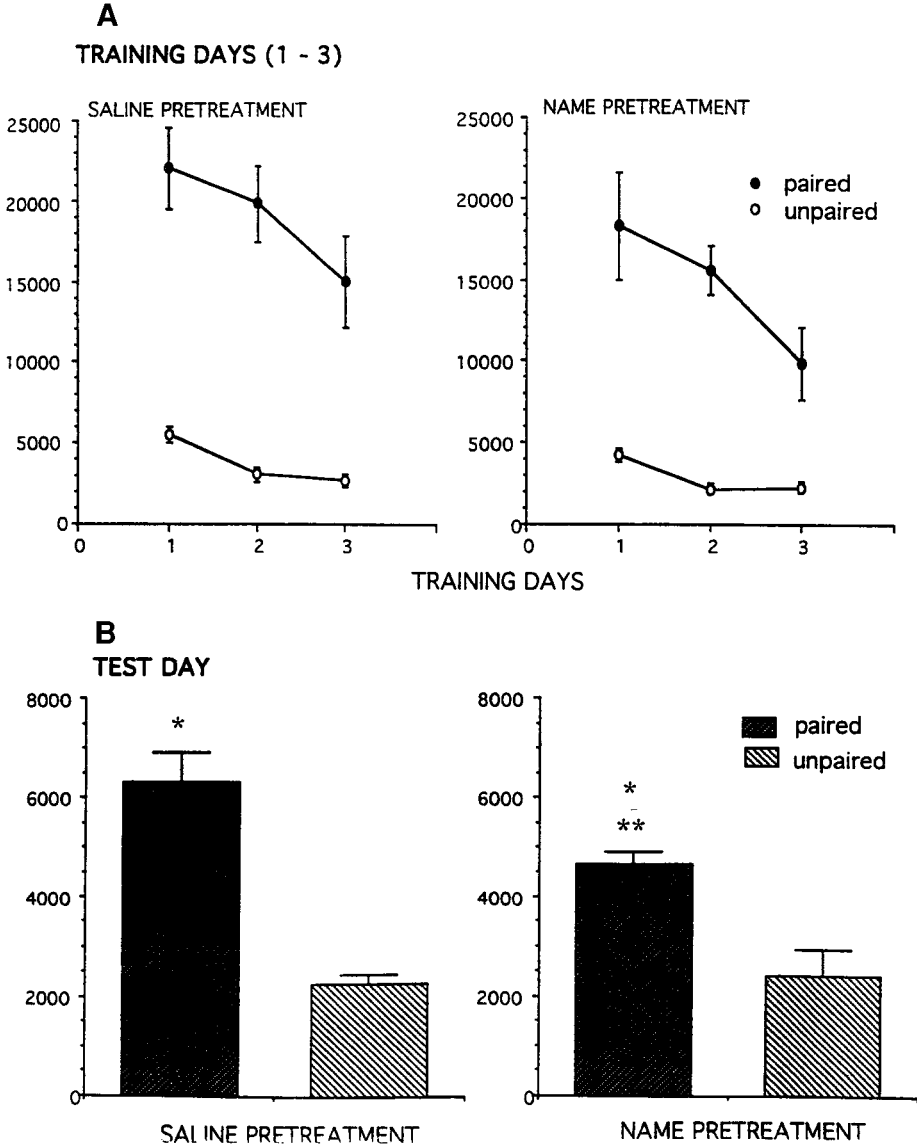 A
TRAINING DAYS (1 - 3)
SALINE PRETREATMENT
25000
20000
15000
10000
5000
0
0 1 2 3
NAME PRETREATMENT
25000
20000
15000
10000
5000
0
0 1 2 3
paired
unpaired
TRAINING DAYS
B
TEST DAY
8000
6000
4000
2000
0
*
SALINE PRETREATMENT
8000
6000
4000
2000
0
*
**
paired
unpaired
NAME PRETREATMENT